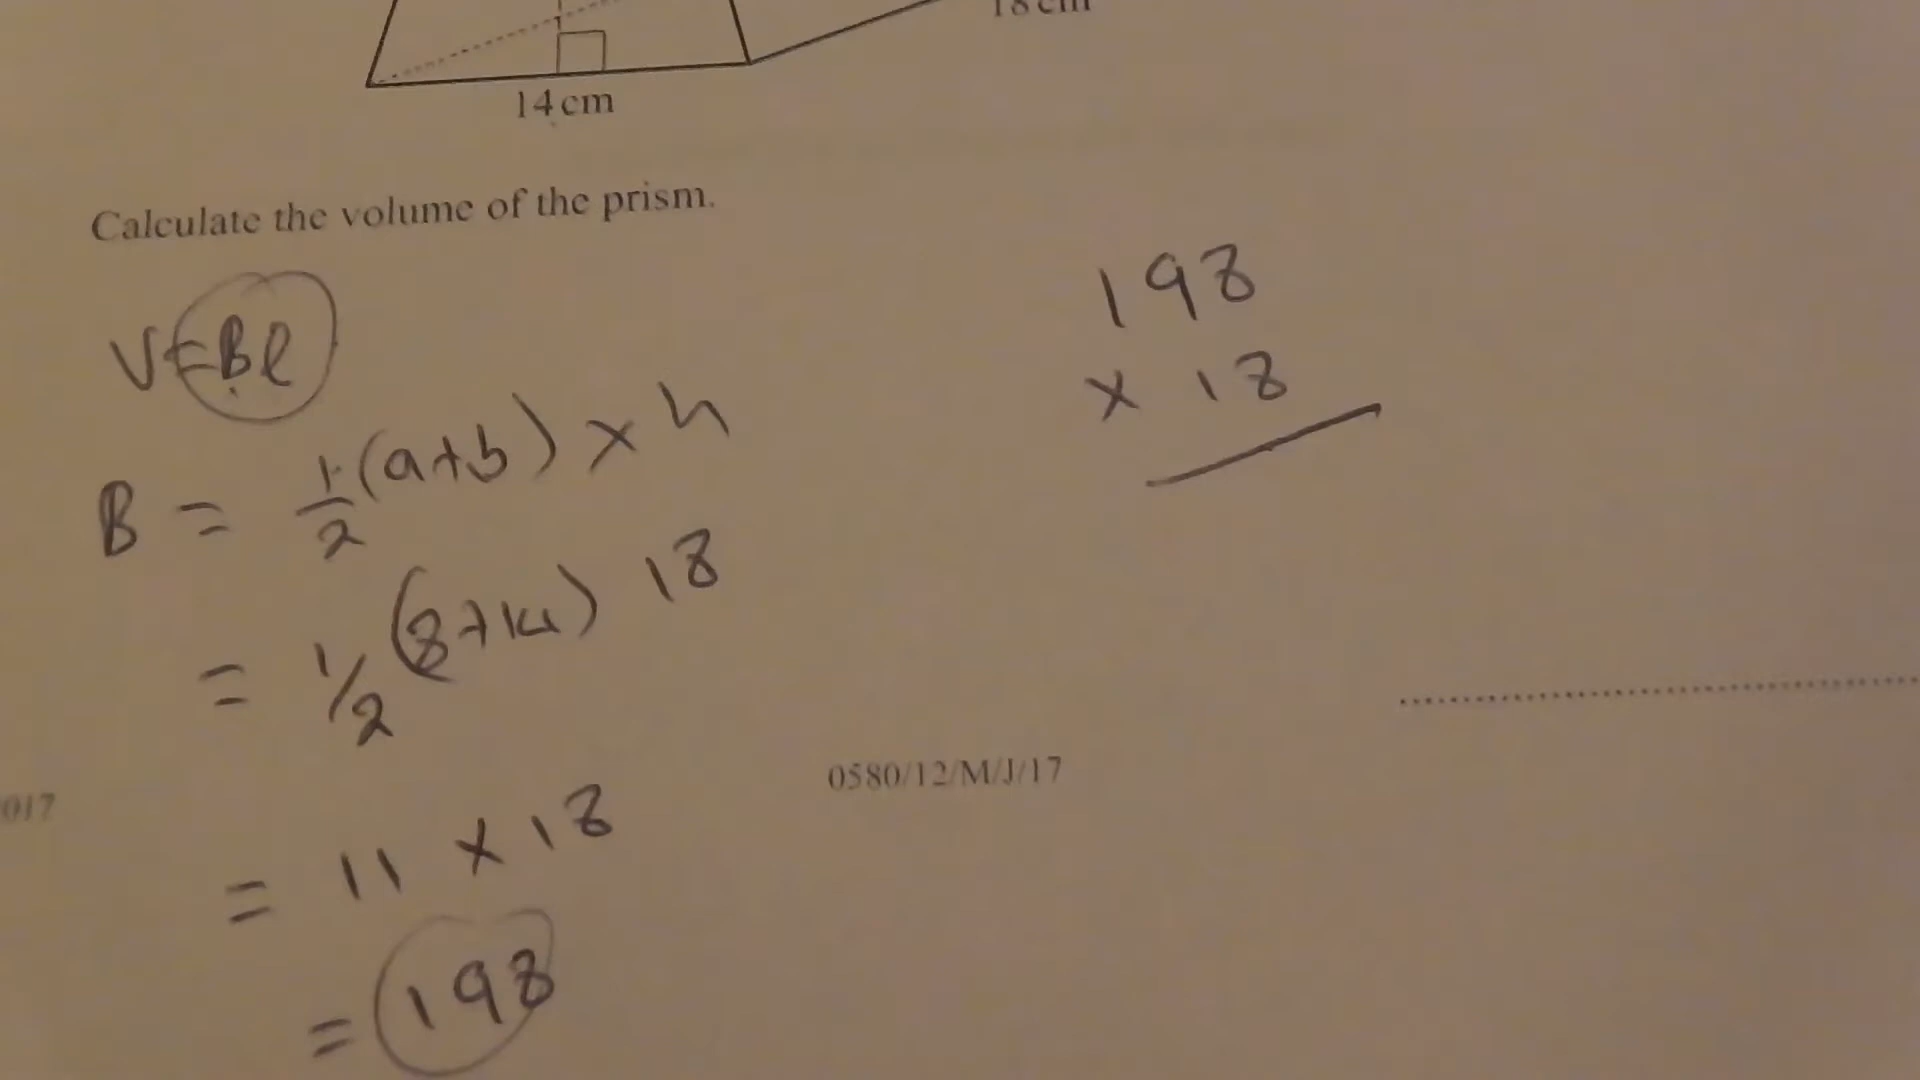 18cm
14cm
Calculate the volume of the prism.
V=Bl
198
× 18
B = 1/2 (a+b) × h
= 1/2 (8+14) 18
0580/12/M/J/17
017
= 11 × 18
= 198